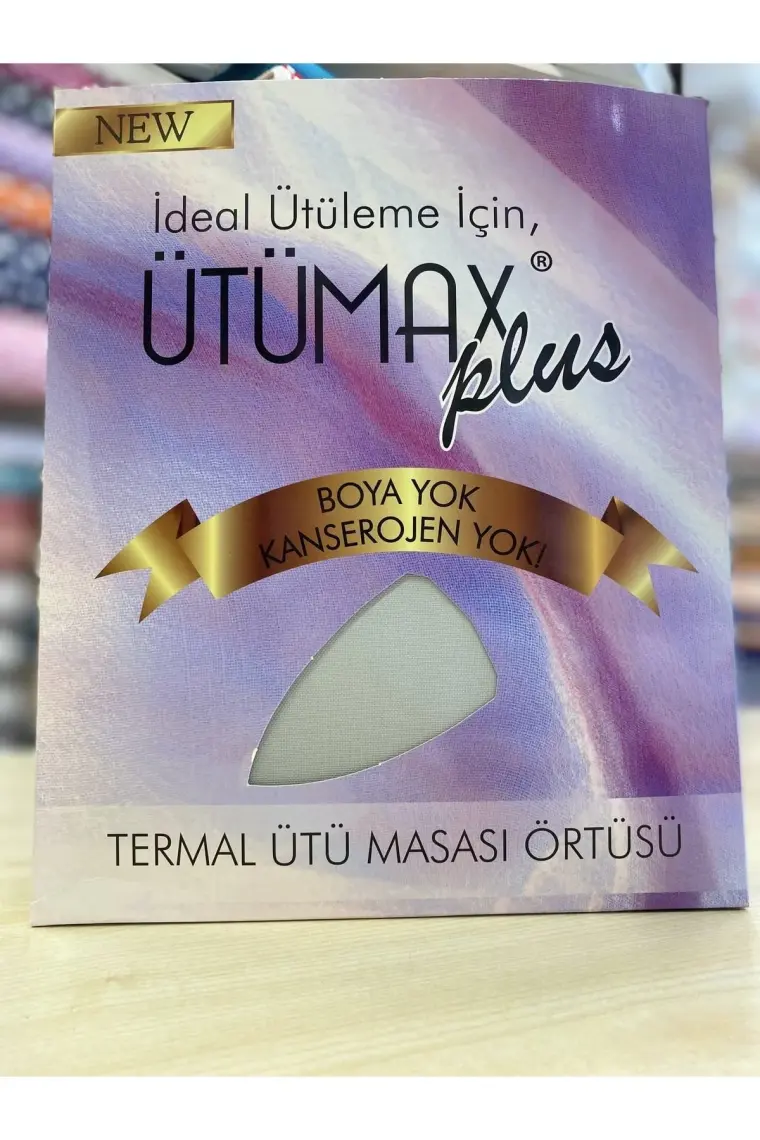 NEW
İdeal Ütüleme İçin,
ÜTÜMAX®
plus
BOYA YOK
KANSEROJEN YOK!
TERMAL ÜTÜ MASASI ÖRTÜSÜ